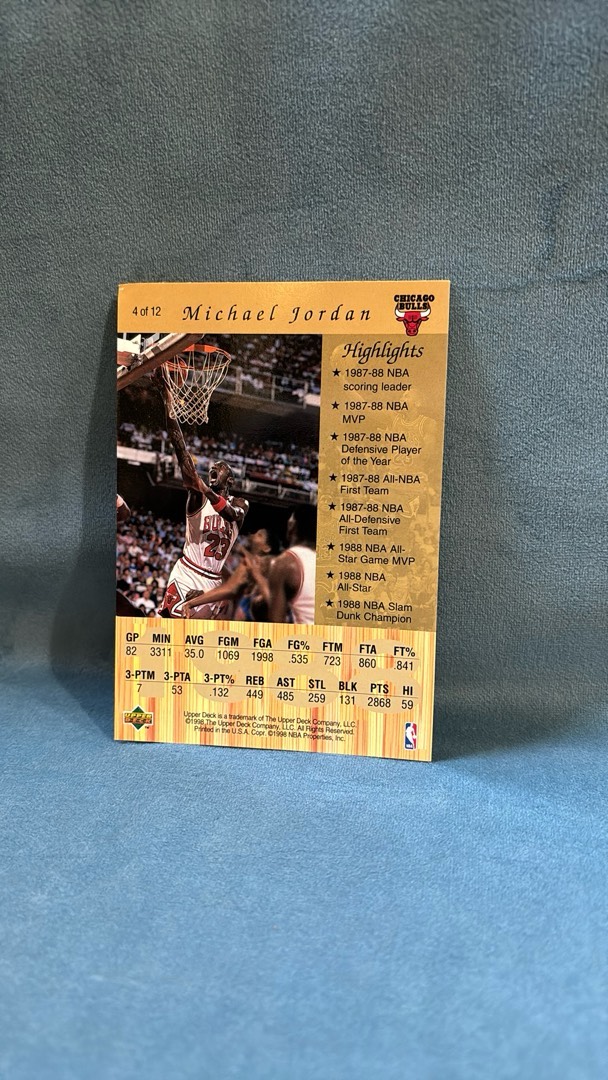 4 of 12 Michael Jordan
CHICAGO
BULLS
BULLS
23
Highlights
★ 1987-88 NBA
scoring leader
★ 1987-88 NBA
MVP
★ 1987-88 NBA
Defensive Player
of the Year
★ 1987-88 All-NBA
First Team
★ 1987-88 NBA
All-Defensive
First Team
★ 1988 NBA All-
Star Game MVP
★ 1988 NBA
All-Star
★ 1988 NBA Slam
Dunk Champion
GP MIN AVG FGM FGA FG% FTM FTA FT%
82 3311 35.0 1069 1998 .535 723 860 .841
3-PTM 3-PTA 3-PT% REB AST STL BLK PTS HI
7 53 .132 449 485 259 131 2868 59
Upper Deck is a trademark of The Upper Deck Company, LLC.
©1998 The Upper Deck Company, LLC. All Rights Reserved.
Printed in the U.S.A. Copr. ©1998 NBA Properties, Inc.
UPPER
DECK